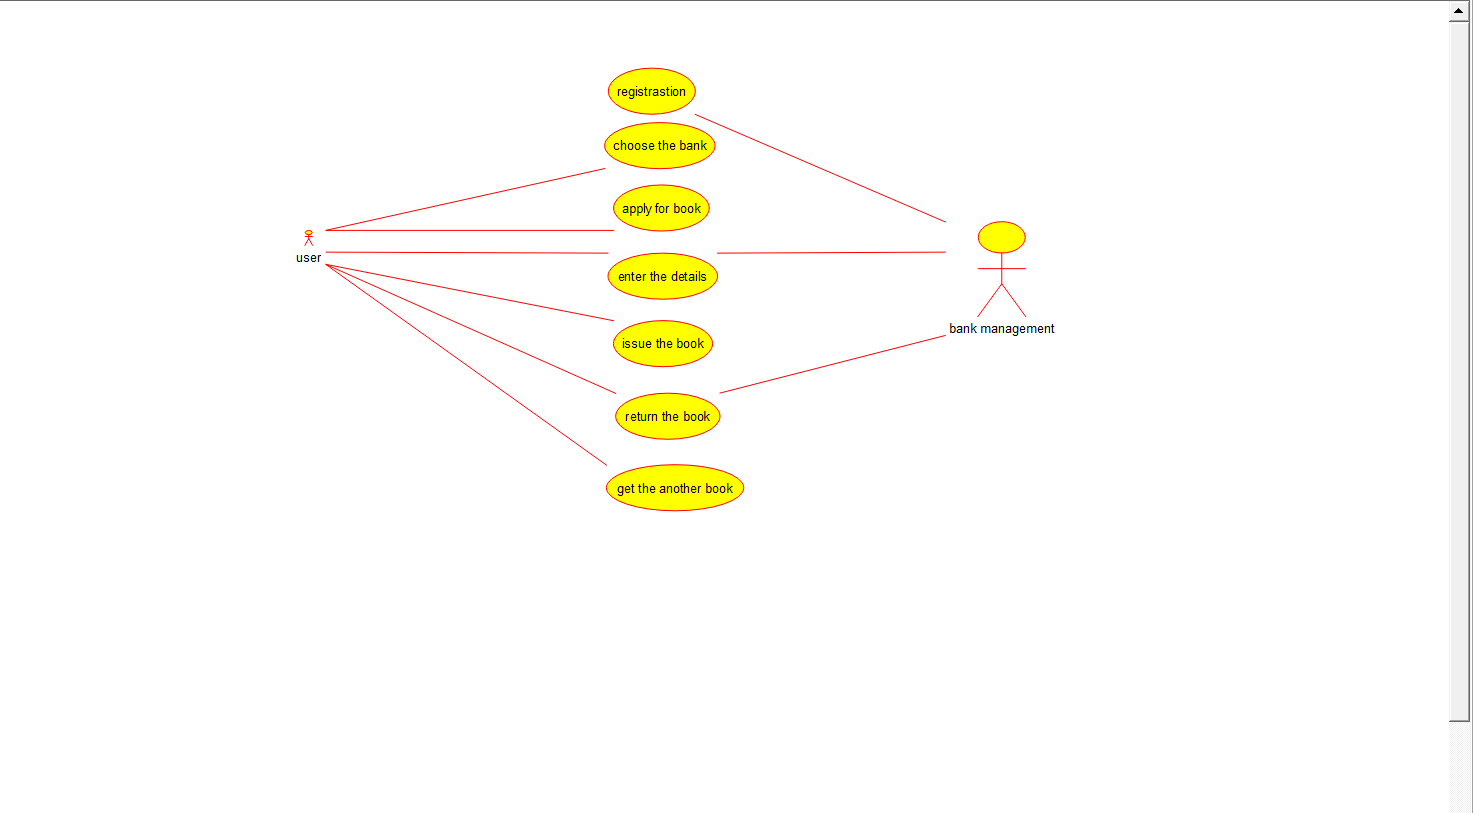 registrastion
choose the bank
apply for book
user
enter the details
bank management
issue the book
return the book
get the another book